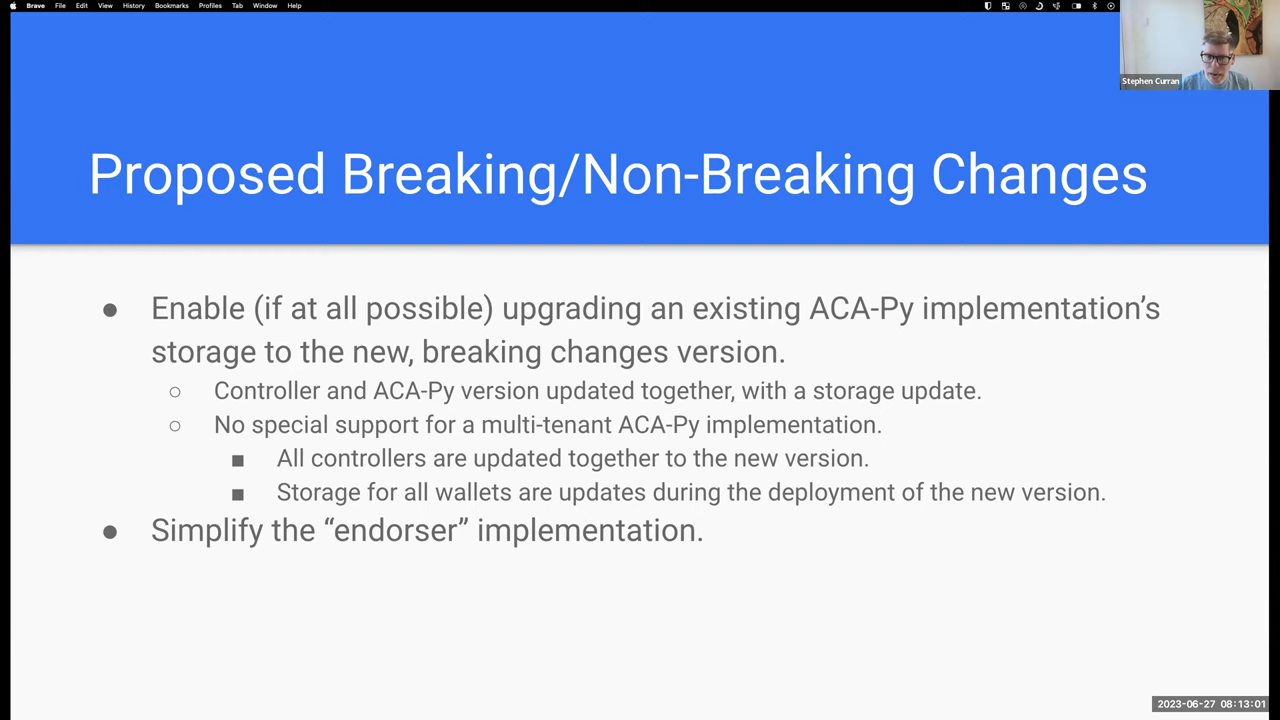 Brave File Edit View History Bookmarks Profiles Tab Window Help
Stephen Curran
Proposed Breaking/Non-Breaking Changes
● Enable (if at all possible) upgrading an existing ACA-Py implementation’s
storage to the new, breaking changes version.
○ Controller and ACA-Py version updated together, with a storage update.
○ No special support for a multi-tenant ACA-Py implementation.
■ All controllers are updated together to the new version.
■ Storage for all wallets are updates during the deployment of the new version.
● Simplify the “endorser” implementation.
2023-06-27 08:13:01